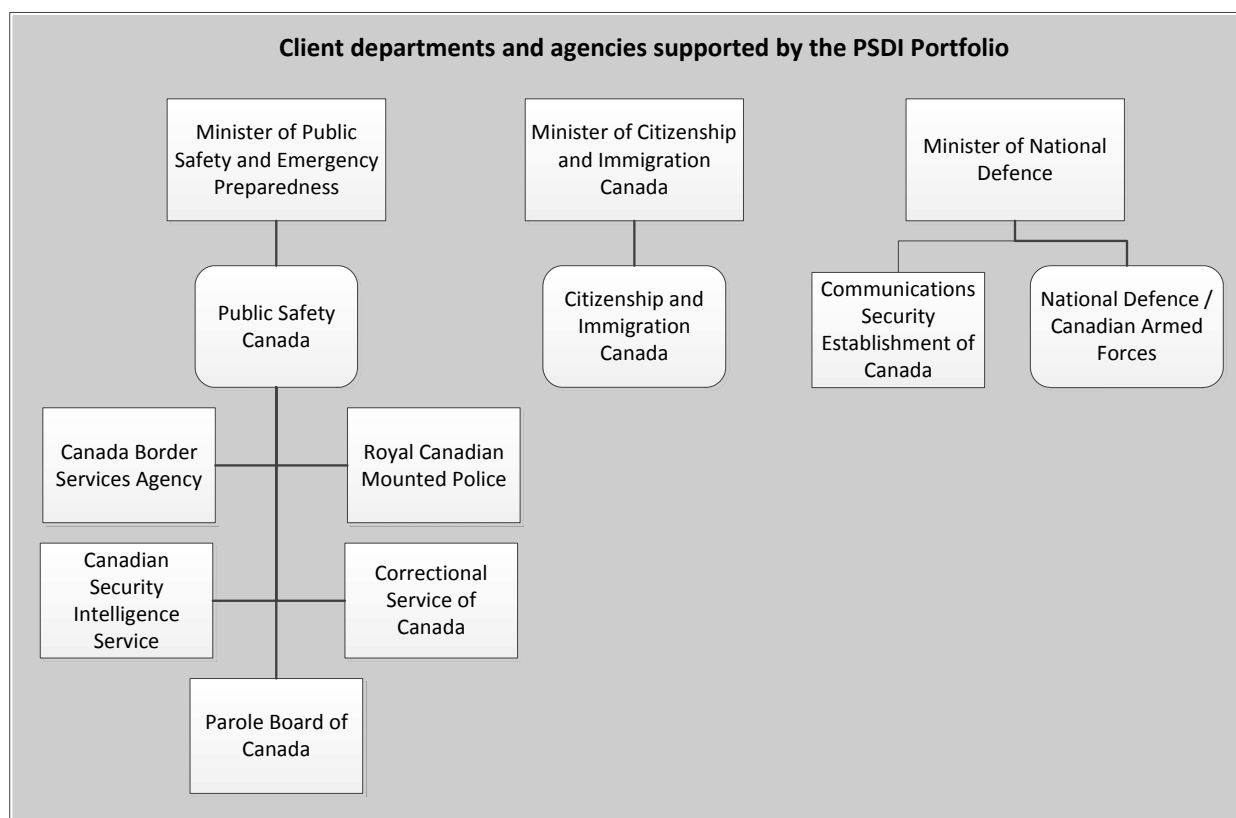 Client departments and agencies supported by the PSDI Portfolio
Minister of Public
Safety and Emergency
Preparedness
Minister of Citizenship
and Immigration
Canada
Minister of National
Defence
Public Safety
Canada
Citizenship and
Immigration
Canada
Communications
Security
Establishment of
Canada
National Defence /
Canadian Armed
Forces
Canada Border
Services Agency
Royal Canadian
Mounted Police
Canadian
Security
Intelligence
Service
Correctional
Service of
Canada
Parole Board of
Canada